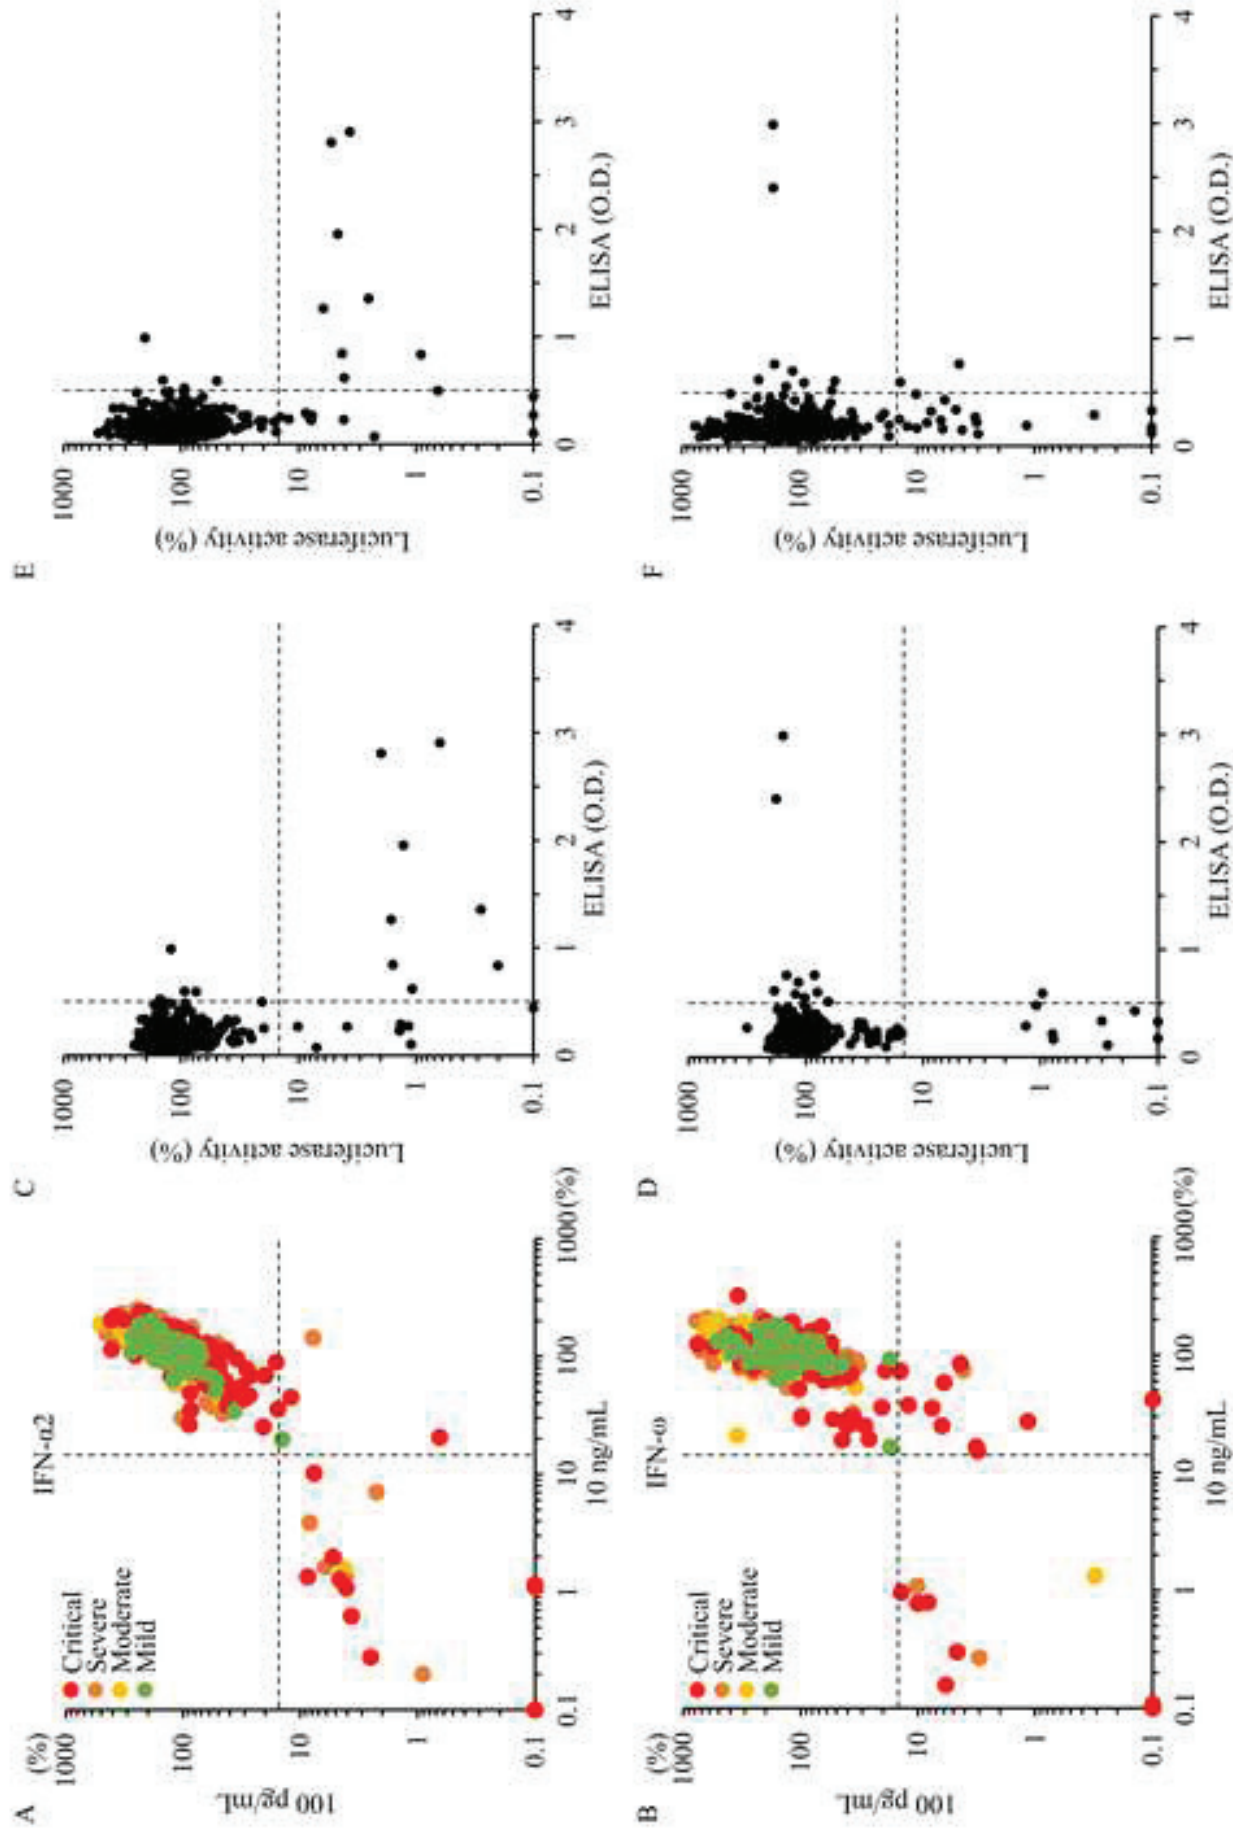 A
(%)
1000
100
10
1
0.1
100 pg/mL
IFN-α2
Critical
Severe
Moderate
Mild
0.1
1
10
100
1000(%)
10 ng/mL
C
1000
100
10
1
0.1
Luciferase activity (%)
0
1
2
3
4
ELISA (O.D.)
E
1000
100
10
1
0.1
Luciferase activity (%)
0
1
2
3
4
ELISA (O.D.)
B
(%)
1000
100
10
1
0.1
100 pg/mL
IFN-ω
Critical
Severe
Moderate
Mild
0.1
1
10
100
1000(%)
10 ng/mL
D
1000
100
10
1
0.1
Luciferase activity (%)
0
1
2
3
4
ELISA (O.D.)
F
1000
100
10
1
0.1
Luciferase activity (%)
0
1
2
3
4
ELISA (O.D.)